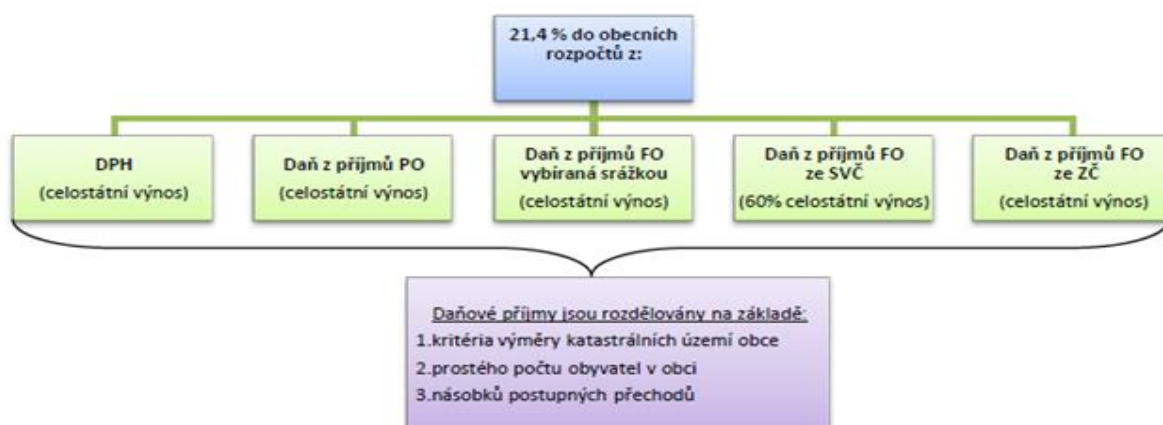 21,4 % do obecních
rozpočtů z:
DPH
(celostátní výnos)
Daň z příjmů PO
(celostátní výnos)
Daň z příjmů FO
vybíraná srážkou
(celostátní výnos)
Daň z příjmů FO
ze SVČ
(60% celostátní výnos)
Daň z příjmů FO
ze ZČ
(celostátní výnos)
Daňové příjmy jsou rozdělovány na základě:
1.kritéria výměry katastrálních území obce
2.prostého počtu obyvatel v obci
3.násobků postupných přechodů